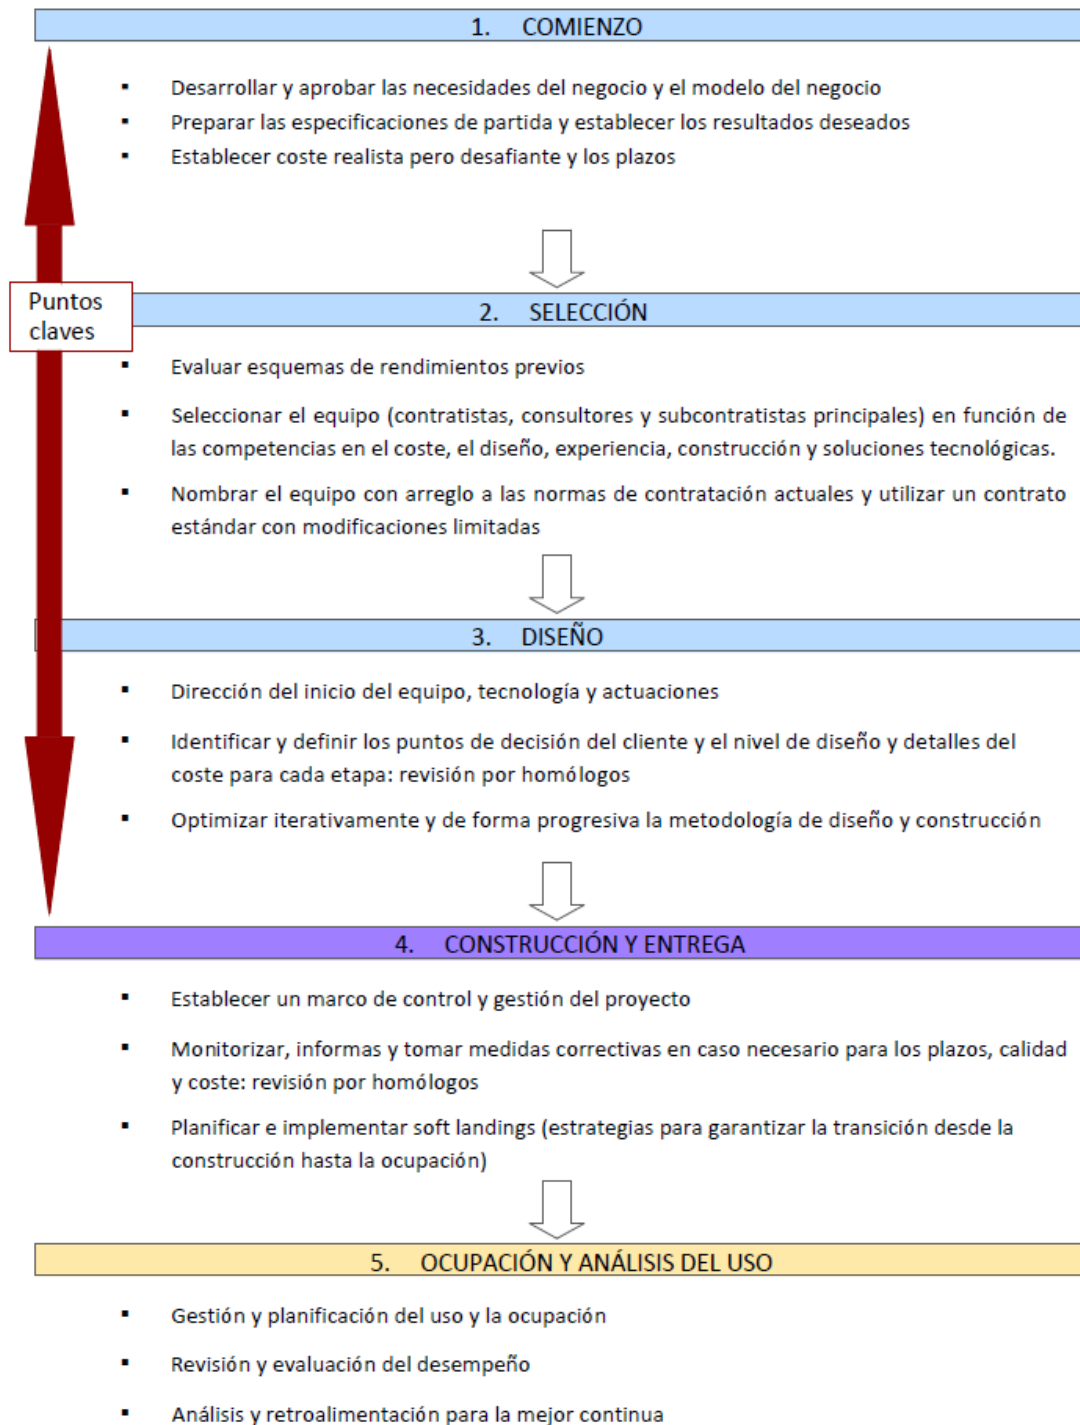 1. COMIENZO
▪ Desarrollar y aprobar las necesidades del negocio y el modelo del negocio
▪ Preparar las especificaciones de partida y establecer los resultados deseados
▪ Establecer coste realista pero desafiante y los plazos
Puntos
claves
2. SELECCIÓN
▪ Evaluar esquemas de rendimientos previos
▪ Seleccionar el equipo (contratistas, consultores y subcontratistas principales) en función de
las competencias en el coste, el diseño, experiencia, construcción y soluciones tecnológicas.
▪ Nombrar el equipo con arreglo a las normas de contratación actuales y utilizar un contrato
estándar con modificaciones limitadas
3. DISEÑO
▪ Dirección del inicio del equipo, tecnología y actuaciones
▪ Identificar y definir los puntos de decisión del cliente y el nivel de diseño y detalles del
coste para cada etapa: revisión por homólogos
▪ Optimizar iterativamente y de forma progresiva la metodología de diseño y construcción
4. CONSTRUCCIÓN Y ENTREGA
▪ Establecer un marco de control y gestión del proyecto
▪ Monitorizar, informas y tomar medidas correctivas en caso necesario para los plazos, calidad
y coste: revisión por homólogos
▪ Planificar e implementar soft landings (estrategias para garantizar la transición desde la
construcción hasta la ocupación)
5. OCUPACIÓN Y ANÁLISIS DEL USO
▪ Gestión y planificación del uso y la ocupación
▪ Revisión y evaluación del desempeño
▪ Análisis y retroalimentación para la mejor continua